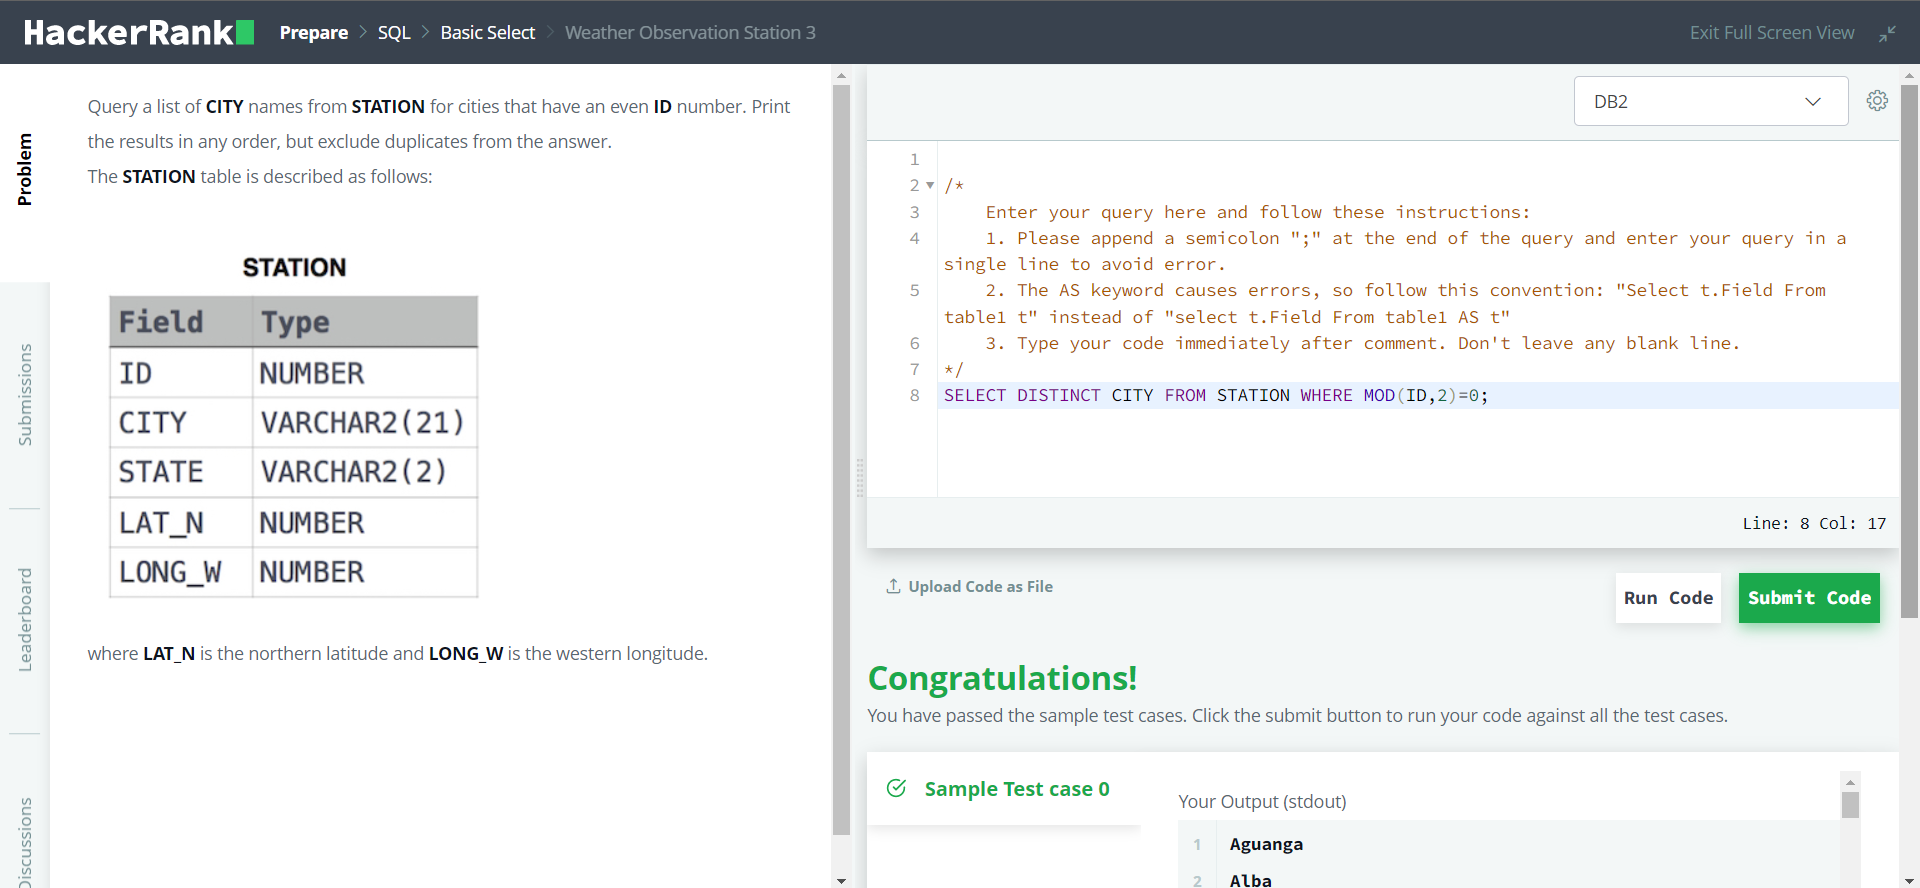 HackerRank Prepare > SQL > Basic Select > Weather Observation Station 3 Exit Full Screen View
Problem
Submissions
Leaderboard
Discussions
Query a list of CITY names from STATION for cities that have an even ID number. Print
the results in any order, but exclude duplicates from the answer.
The STATION table is described as follows:
STATION
Field Type
ID NUMBER
CITY VARCHAR2(21)
STATE VARCHAR2(2)
LAT_N NUMBER
LONG_W NUMBER
where LAT_N is the northern latitude and LONG_W is the western longitude.
DB2
1
2 /*
3 Enter your query here and follow these instructions:
4 1. Please append a semicolon ";" at the end of the query and enter your query in a
single line to avoid error.
5 2. The AS keyword causes errors, so follow this convention: "Select t.Field From
table1 t" instead of "select t.Field From table1 AS t"
6 3. Type your code immediately after comment. Don't leave any blank line.
7 */
8 SELECT DISTINCT CITY FROM STATION WHERE MOD(ID,2)=0;
Line: 8 Col: 17
Upload Code as File
Run Code
Submit Code
Congratulations!
You have passed the sample test cases. Click the submit button to run your code against all the test cases.
Sample Test case 0
Your Output (stdout)
1 Aguanga
2 Alba